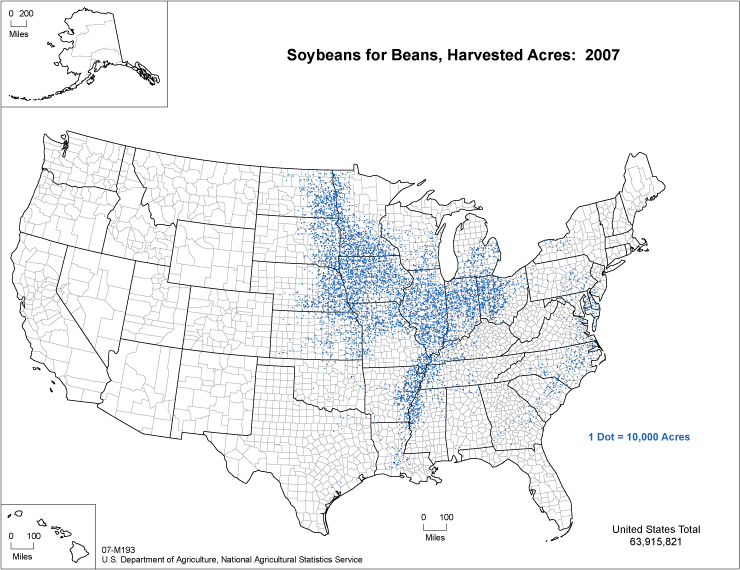 0 200
Miles
Soybeans for Beans, Harvested Acres: 2007
1 Dot = 10,000 Acres
0 100
Miles
0 100
Miles
United States Total
63,915,821
07-M193
U.S. Department of Agriculture, National Agricultural Statistics Service